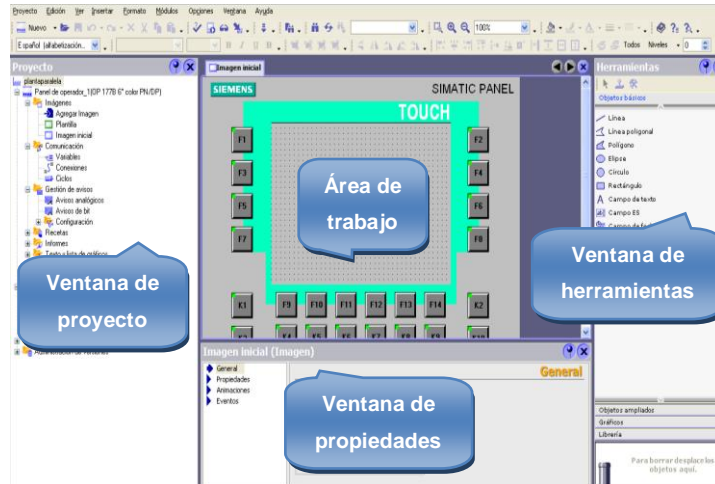 Proyecto Edición Ver Insertar Formato Módulos Opciones Ventana Ayuda
Nuevo 100%
Español (alfabetización... Todos Niveles 0
Proyecto
Imagen inicial
Herramientas
plantaparalela
Panel de operador_1(OP 177B 6" color PN/DP)
Imágenes
Agregar Imagen
Plantilla
Imagen inicial
Comunicación
Variables
Conexiones
Ciclos
Gestión de avisos
Avisos analógicos
Avisos de bit
Configuración
Recetas
Informes
Texto y lista de gráficos
Ventana de
proyecto
SIEMENS SIMATIC PANEL
TOUCH
F1 F2
F3 F4
F5 F6
F7 F8
Área de
trabajo
K1 F9 F10 F11 F12 F13 F14 K2
Objetos básicos
Línea
Línea poligonal
Polígono
Elipse
Círculo
Rectángulo
Campo de texto
Campo ES
Ventana de
herramientas
Imagen inicial (Imagen)
General
Propiedades
Animaciones
Eventos
General
Ventana de
propiedades
Objetos ampliados
Gráficos
Librería
Para borrar desplace los
objetos aquí.